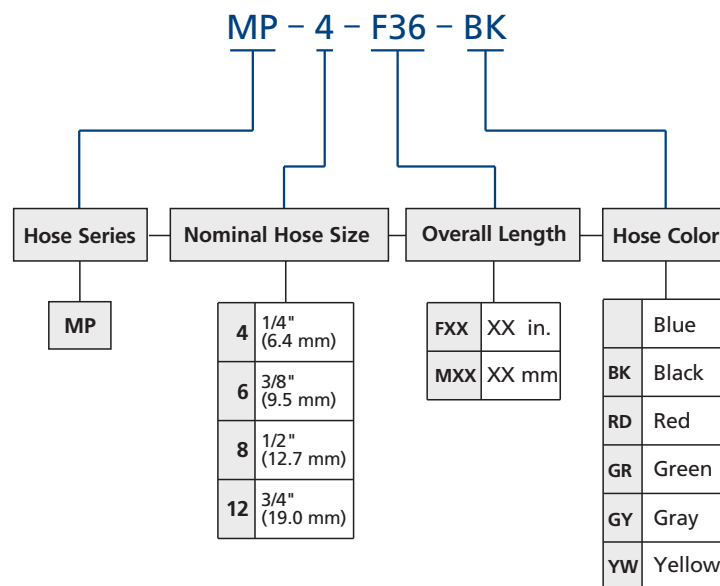 MP – 4 – F36 – BK
Hose Series
Nominal Hose Size
Overall Length
Hose Color
MP
4 1/4" (6.4 mm)
6 3/8" (9.5 mm)
8 1/2" (12.7 mm)
12 3/4" (19.0 mm)
FXX XX in.
MXX XX mm
Blue
BK Black
RD Red
GR Green
GY Gray
YW Yellow